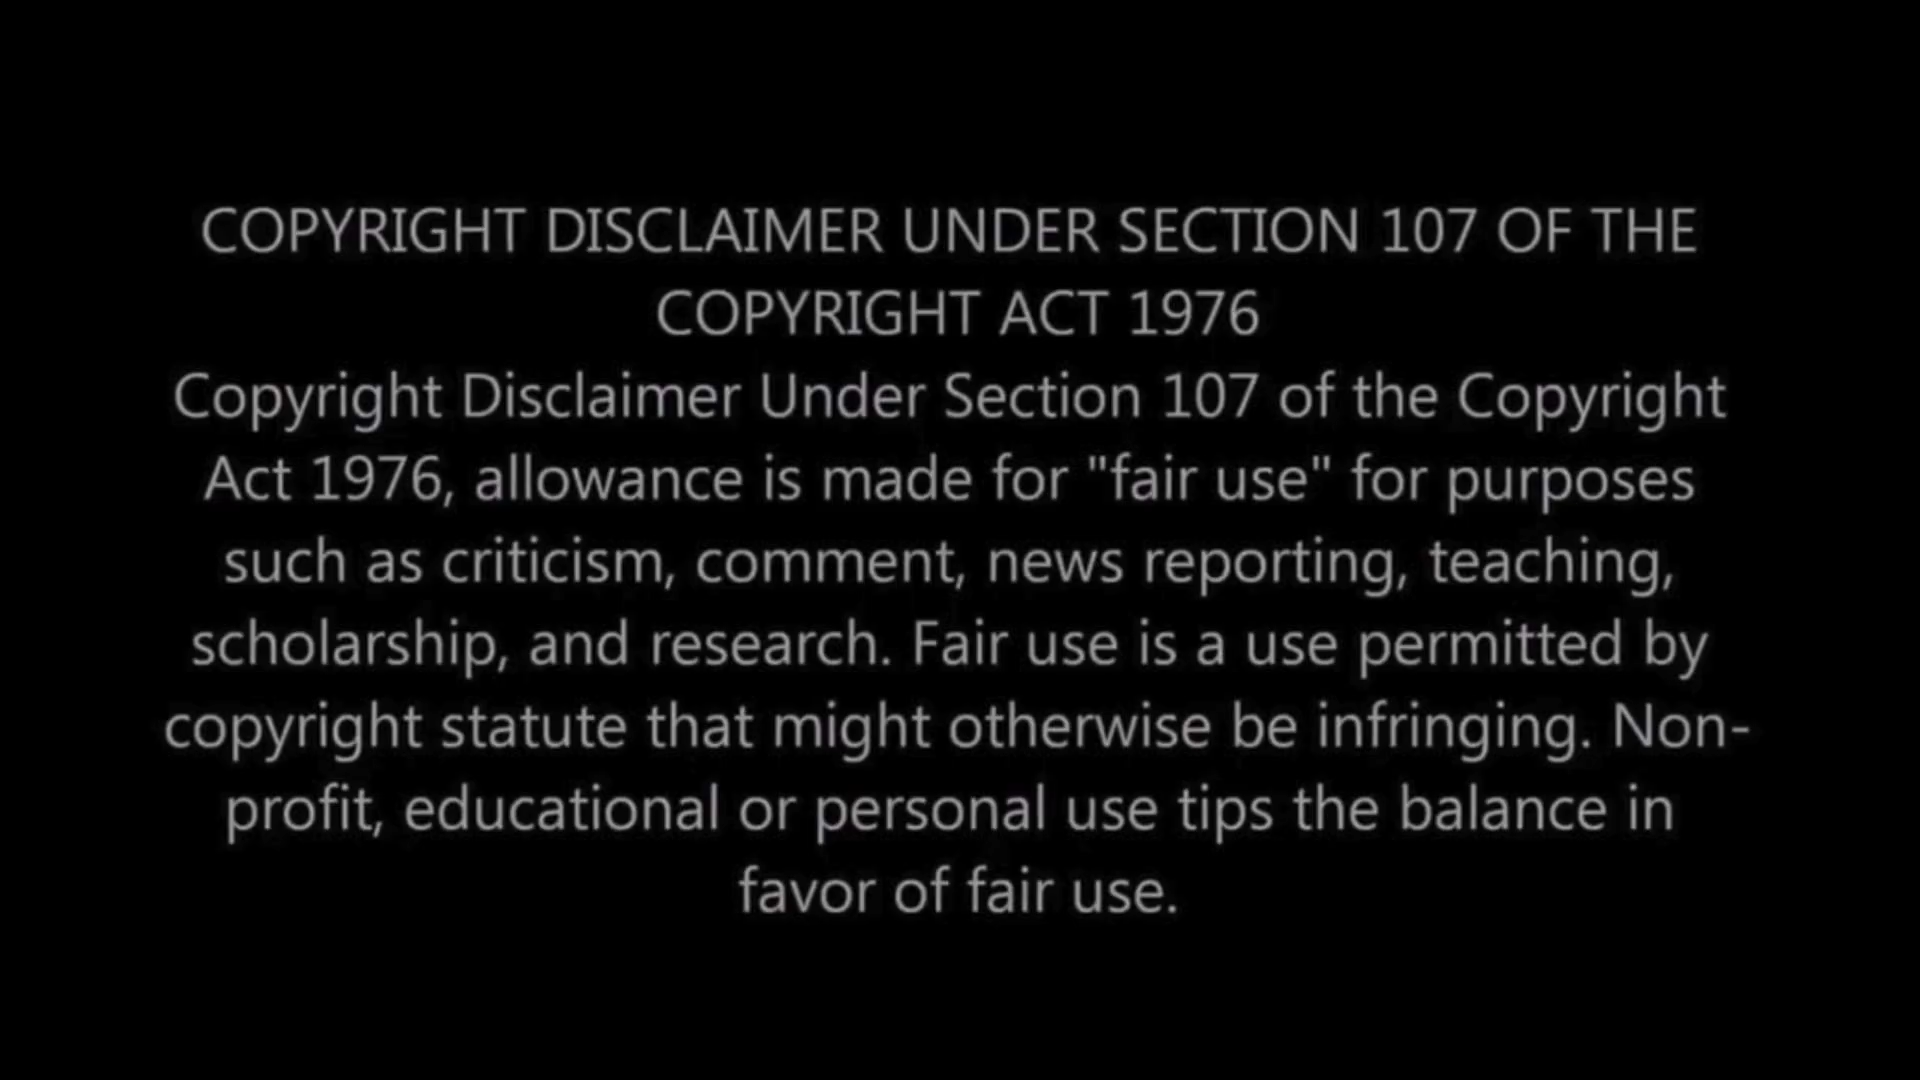 COPYRIGHT DISCLAIMER UNDER SECTION 107 OF THE
COPYRIGHT ACT 1976
Copyright Disclaimer Under Section 107 of the Copyright
Act 1976, allowance is made for "fair use" for purposes
such as criticism, comment, news reporting, teaching,
scholarship, and research. Fair use is a use permitted by
copyright statute that might otherwise be infringing. Non-
profit, educational or personal use tips the balance in
favor of fair use.